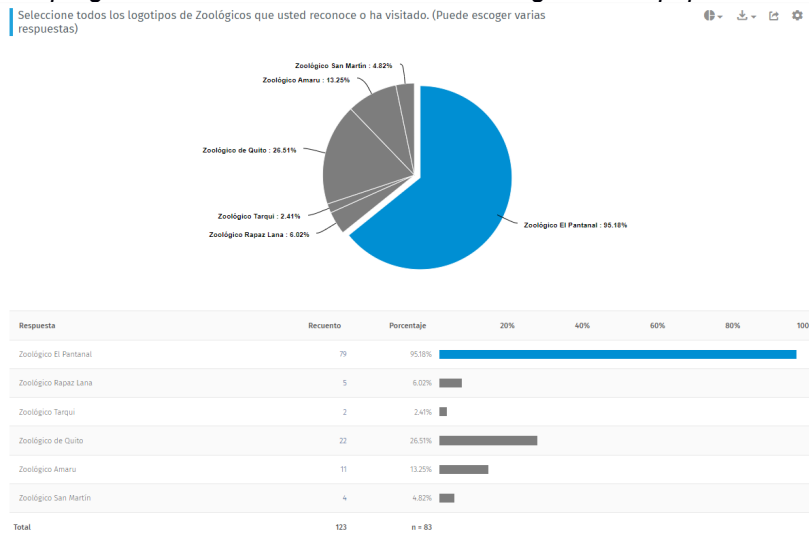 Seleccione todos los logotipos de Zoológicos que usted reconoce o ha visitado. (Puede escoger varias
respuestas)
Zoológico San Martín : 4.82%
Zoológico Amaru : 13.25%
Zoológico de Quito : 26.51%
Zoológico Tarqui : 2.41%
Zoológico Rapaz Lana : 6.02%
Zoológico El Pantanal : 95.18%
Respuesta Recuento Porcentaje 20% 40% 60% 80% 100
Zoológico El Pantanal 79 95.18%
Zoológico Rapaz Lana 5 6.02%
Zoológico Tarqui 2 2.41%
Zoológico de Quito 22 26.51%
Zoológico Amaru 11 13.25%
Zoológico San Martín 4 4.82%
Total 123 n = 83